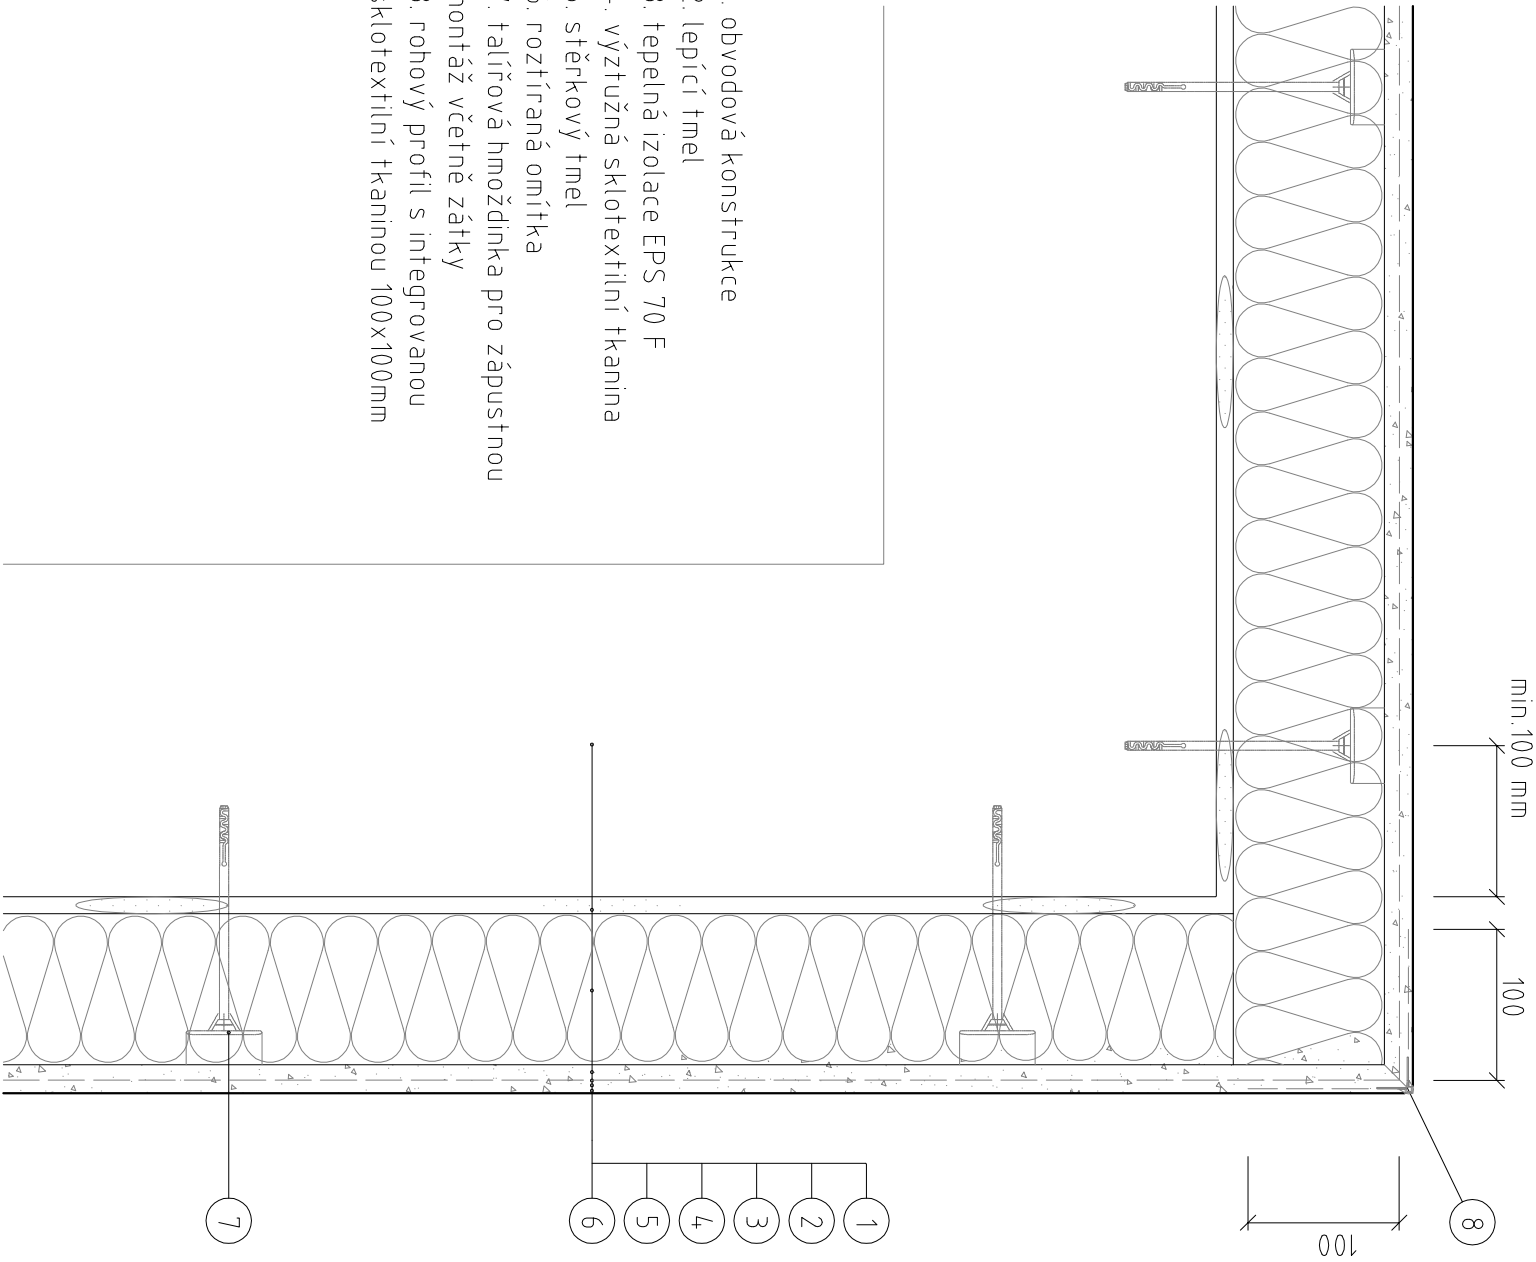 . obvodová konstrukce
2. lepící tmel
3. tepelná izolace EPS 70 F
. výztužná sklotextilní tkanina
. stěrkový tmel
. roztíraná omítka
. talířová hmoždinka pro zápustnou
montáž včetně zátky
8. rohový profil s integrovanou
sklotextilní tkaninou 100x100mm
min.100 mm
100
100
8
1
2
3
4
5
6
7